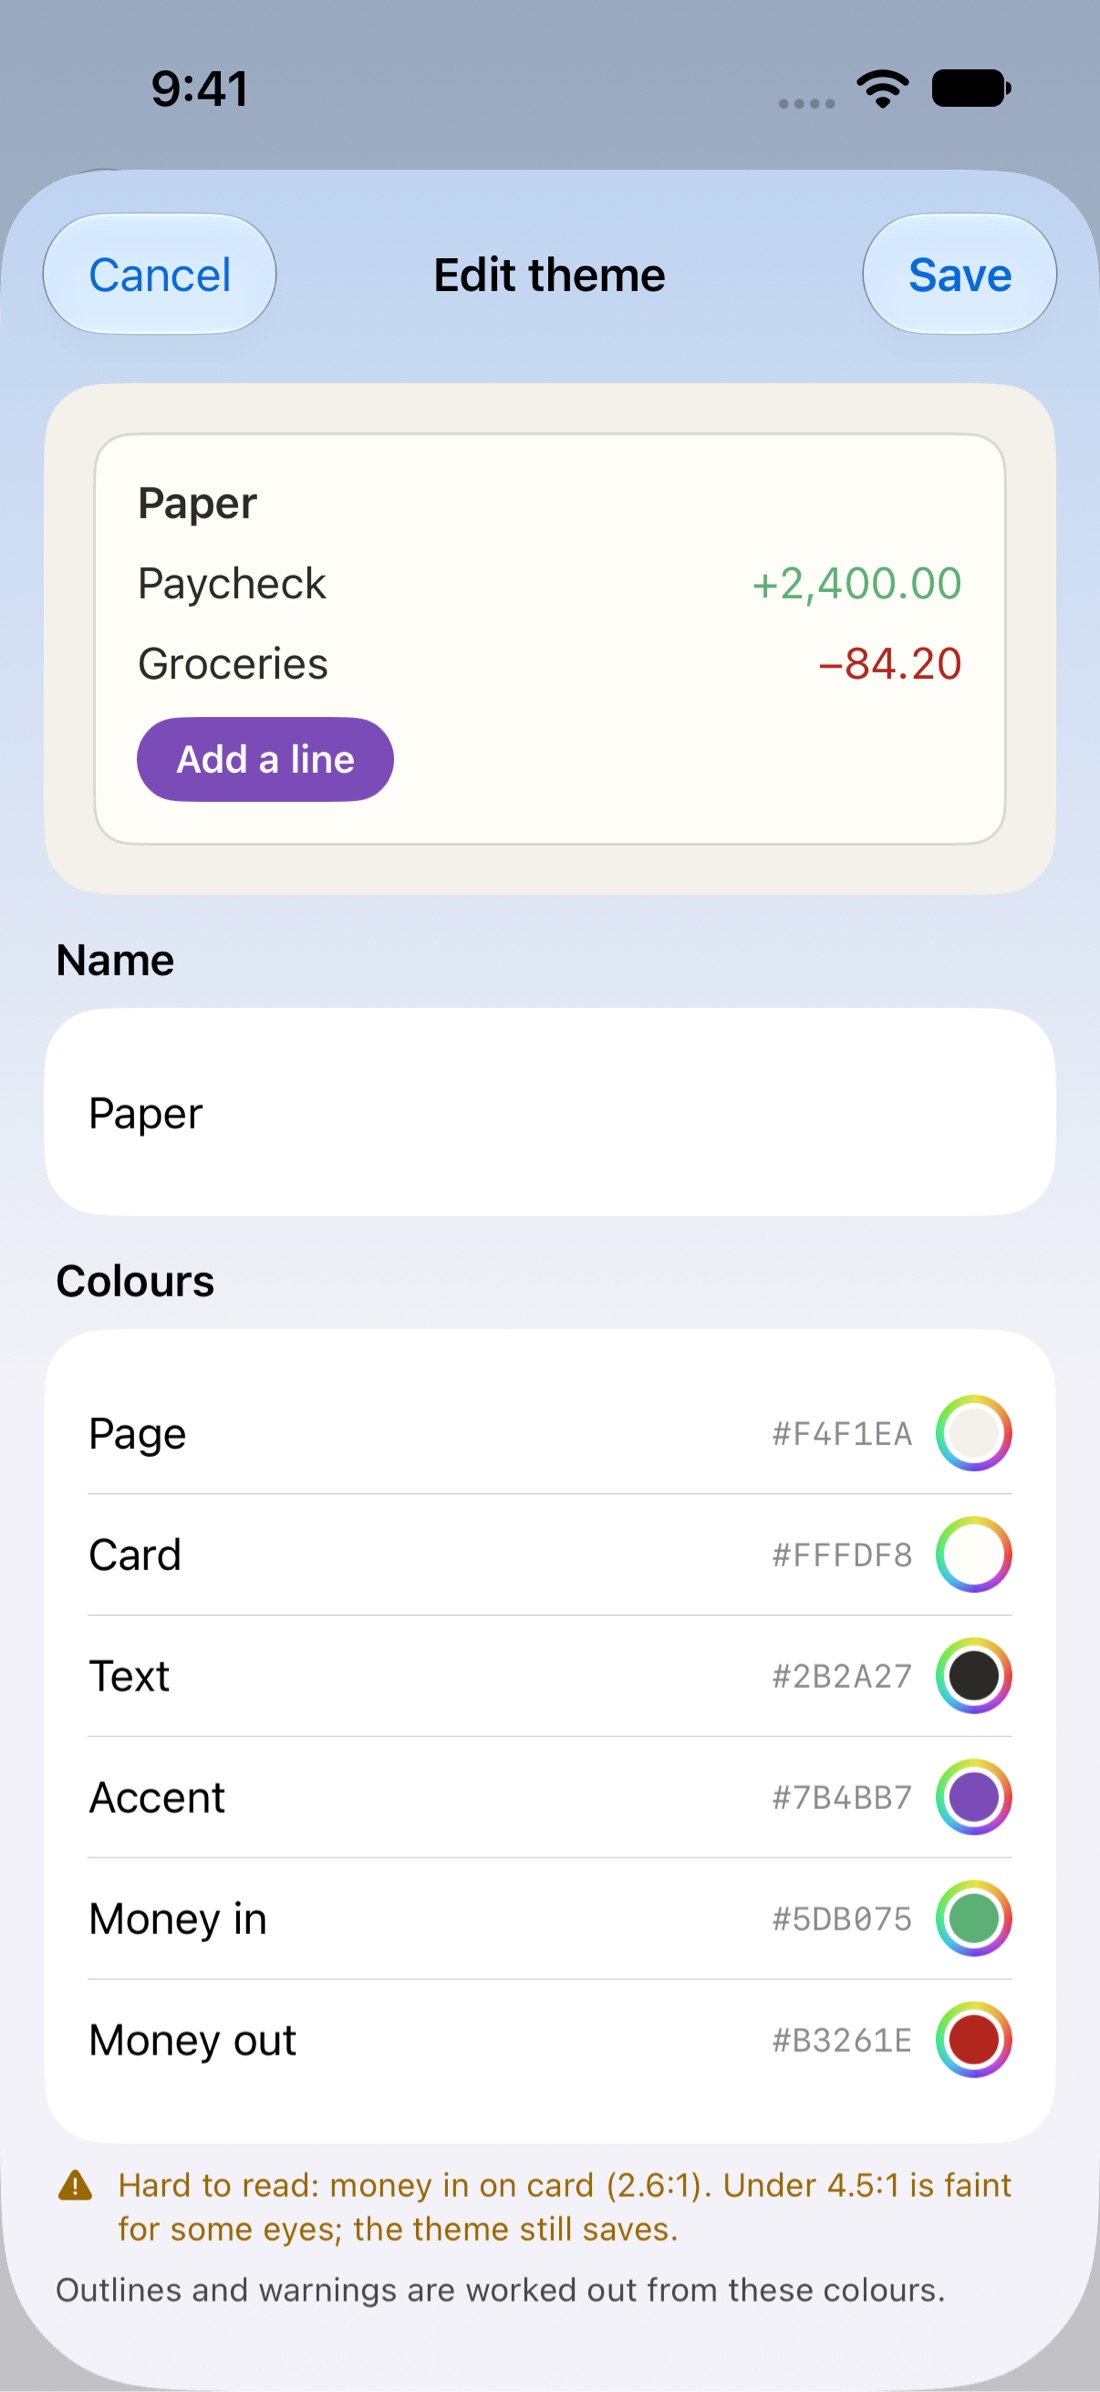 9:41
Cancel
Edit theme
Save
Paper
Paycheck
+2,400.00
Groceries
–84.20
Add a line
Name
Paper
Colours
Page
#F4F1EA
Card
#FFFDF8
Text
#2B2A27
Accent
#7B4BB7
Money in
#5DB075
Money out
#B3261E
Hard to read: money in on card (2.6:1). Under 4.5:1 is faint
for some eyes; the theme still saves.
Outlines and warnings are worked out from these colours.